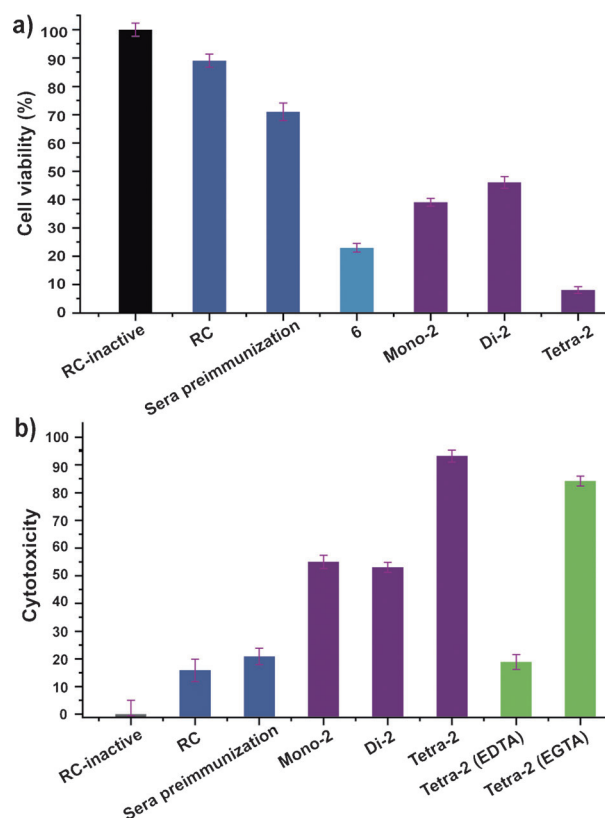 a)
Cell viability (%)
100
90
80
70
60
50
40
30
20
10
0
RC-inactive
RC
Sera preimmunization
6
Mono-2
Di-2
Tetra-2
b)
Cytotoxicity
100
90
80
70
60
50
40
30
20
10
0
RC-inactive
RC
Sera preimmunization
Mono-2
Di-2
Tetra-2
Tetra-2 (EDTA)
Tetra-2 (EGTA)